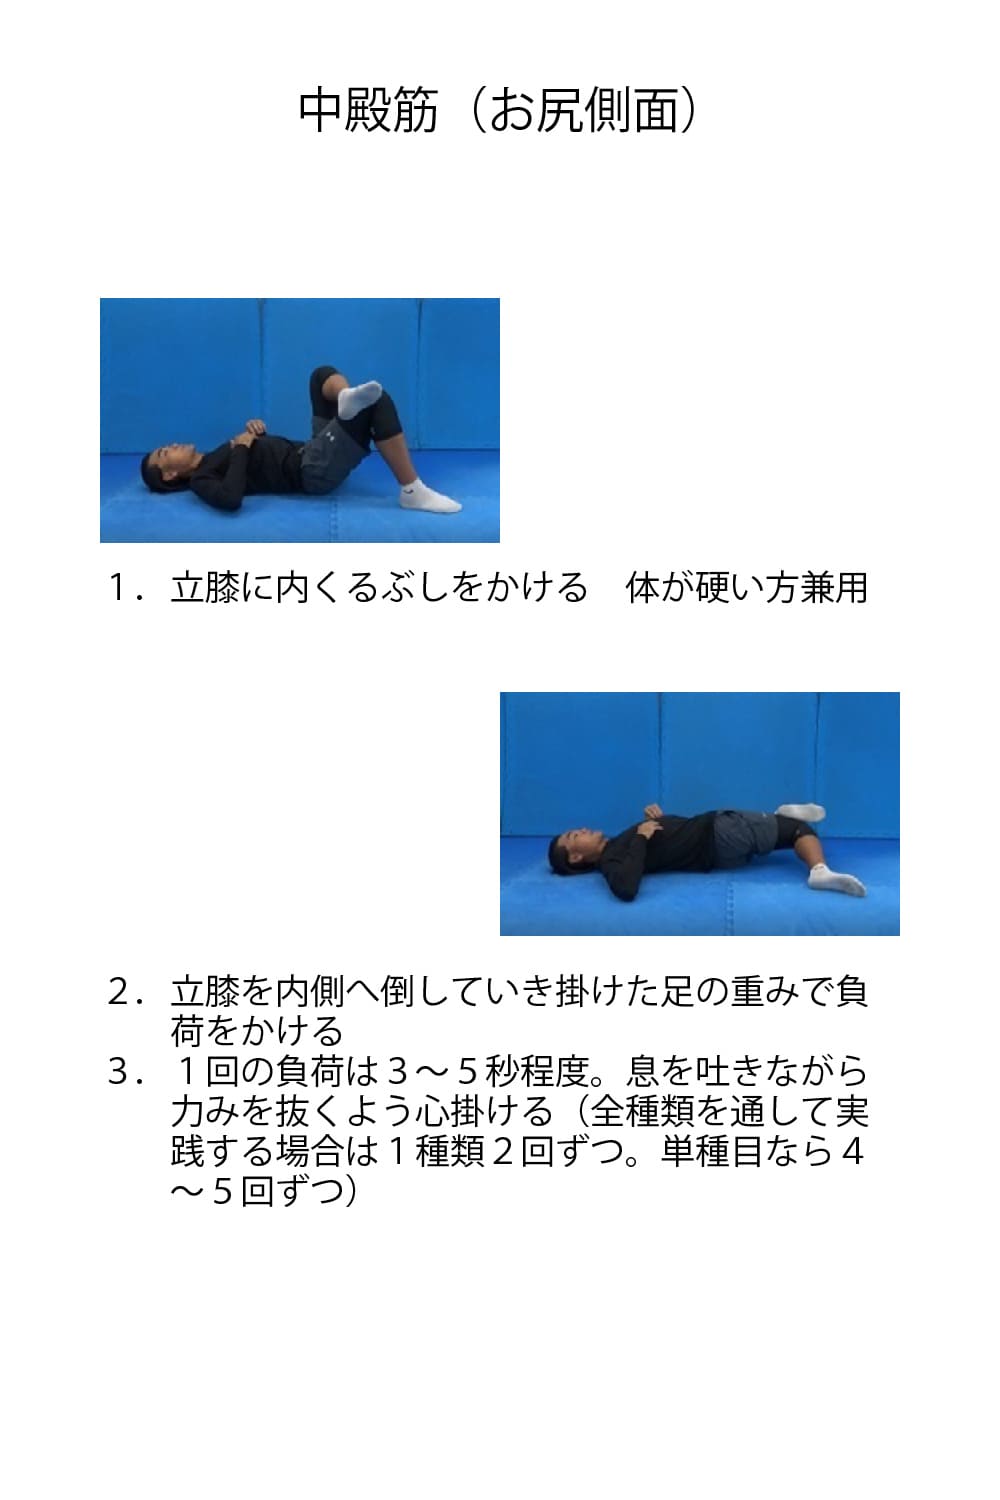 中殿筋（お尻側面）
１．立膝に内くるぶしをかける　体が硬い方兼用
２．立膝を内側へ倒していき掛けた足の重みで負
荷をかける
３．１回の負荷は３～５秒程度。息を吐きながら
力みを抜くよう心掛ける（全種類を通して実
践する場合は１種類２回ずつ。単種目なら４
～５回ずつ）